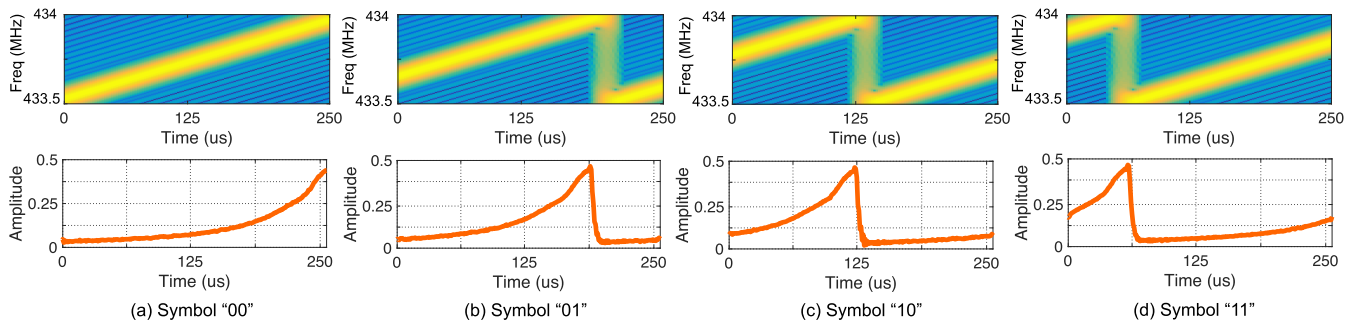 434
Freq (MHz)
433.5
0 125 250
Time (us)
0.5
Amplitude
0.25
0
0 125 250
Time (us)
(a) Symbol “00”
434
Freq (MHz)
433.5
0 125 250
Time (us)
0.5
Amplitude
0.25
0
0 125 250
Time (us)
(b) Symbol “01”
434
Freq (MHz)
433.5
0 125 250
Time (us)
0.5
Amplitude
0.25
0
0 125 250
Time (us)
(c) Symbol “10”
434
Freq (MHz)
433.5
0 125 250
Time (us)
0.5
Amplitude
0.25
0
0 125 250
Time (us)
(d) Symbol “11”